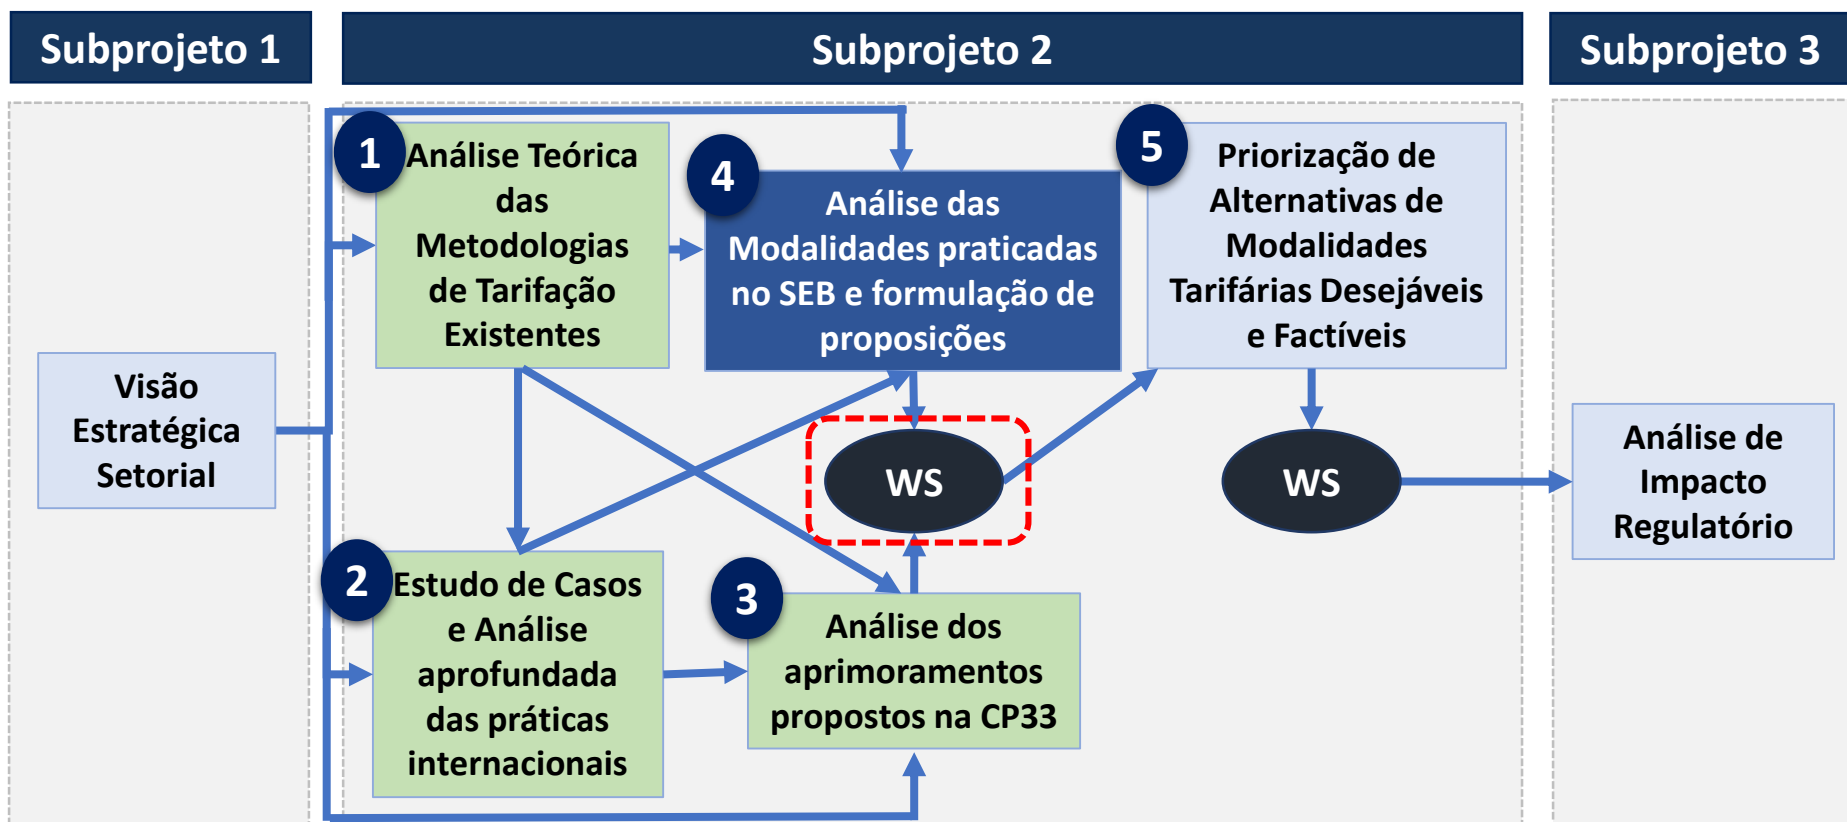 Subprojeto 1
Subprojeto 2
Subprojeto 3
Visão
Estratégica
Setorial
1
Análise Teórica
das
Metodologias
de Tarifação
Existentes
4
Análise das
Modalidades praticadas
no SEB e formulação de
proposições
5
Priorização de
Alternativas de
Modalidades
Tarifárias Desejáveis
e Factíveis
WS
WS
2
Estudo de Casos
e Análise
aprofundada
das práticas
internacionais
3
Análise dos
aprimoramentos
propostos na CP33
Análise de
Impacto
Regulatório